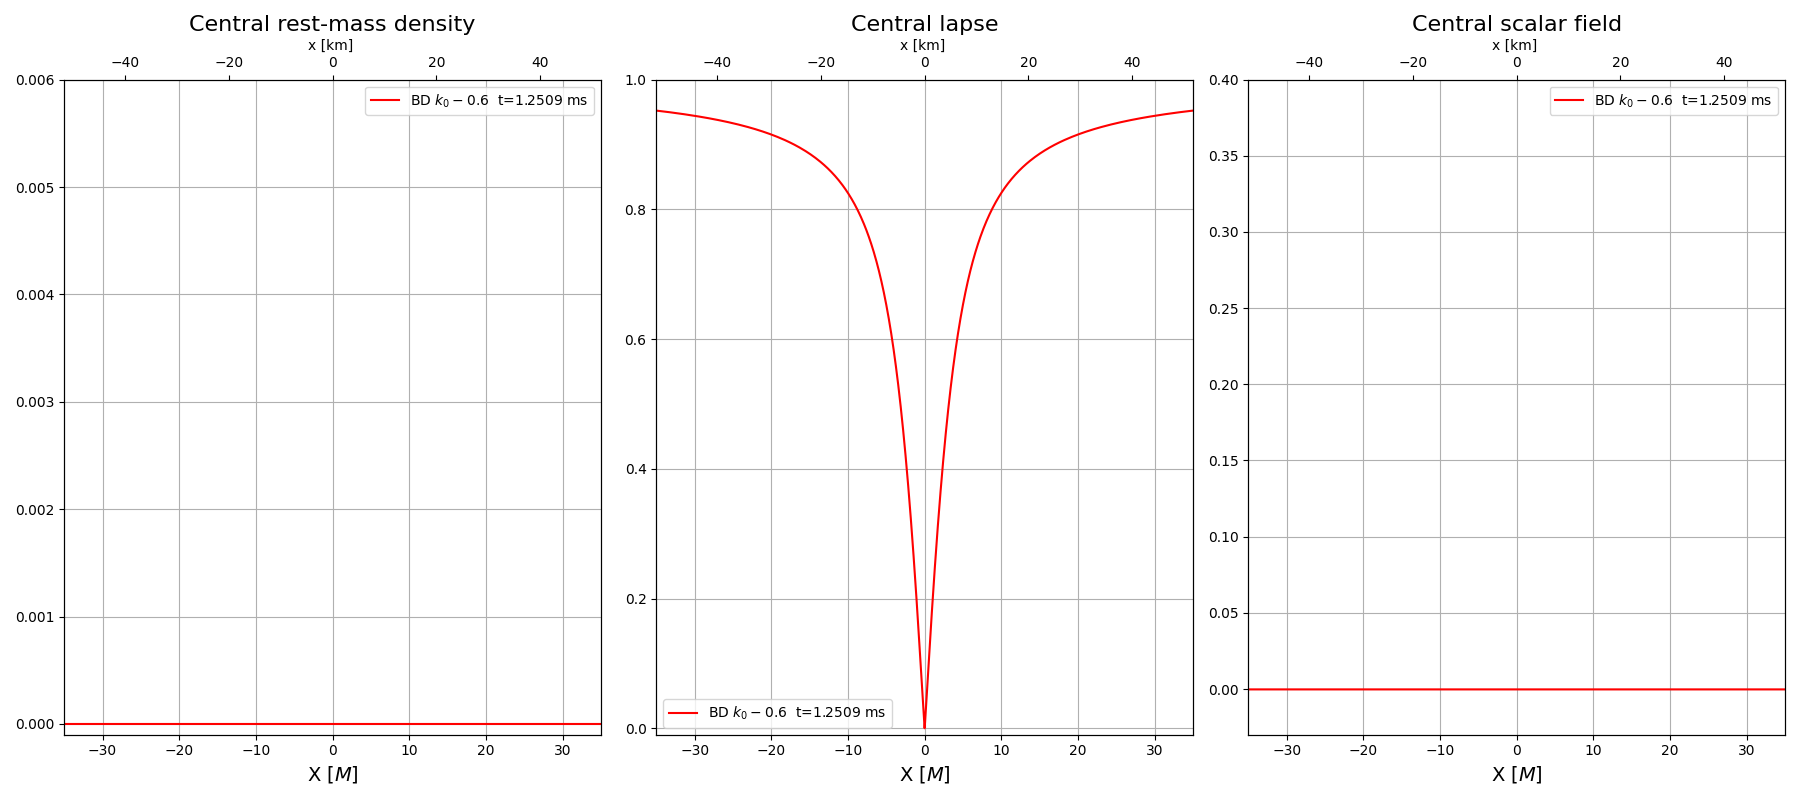 Central rest-mass density
x [km]
−40 −20 0 20 40
0.006
0.005
0.004
0.003
0.002
0.001
0.000
BD k₀ − 0.6 t=1.2509 ms
−30 −20 −10 0 10 20 30
X [M]
Central lapse
x [km]
−40 −20 0 20 40
1.0
0.8
0.6
0.4
0.2
0.0
BD k₀ − 0.6 t=1.2509 ms
−30 −20 −10 0 10 20 30
X [M]
Central scalar field
x [km]
−40 −20 0 20 40
0.40
0.35
0.30
0.25
0.20
0.15
0.10
0.05
0.00
BD k₀ − 0.6 t=1.2509 ms
−30 −20 −10 0 10 20 30
X [M]